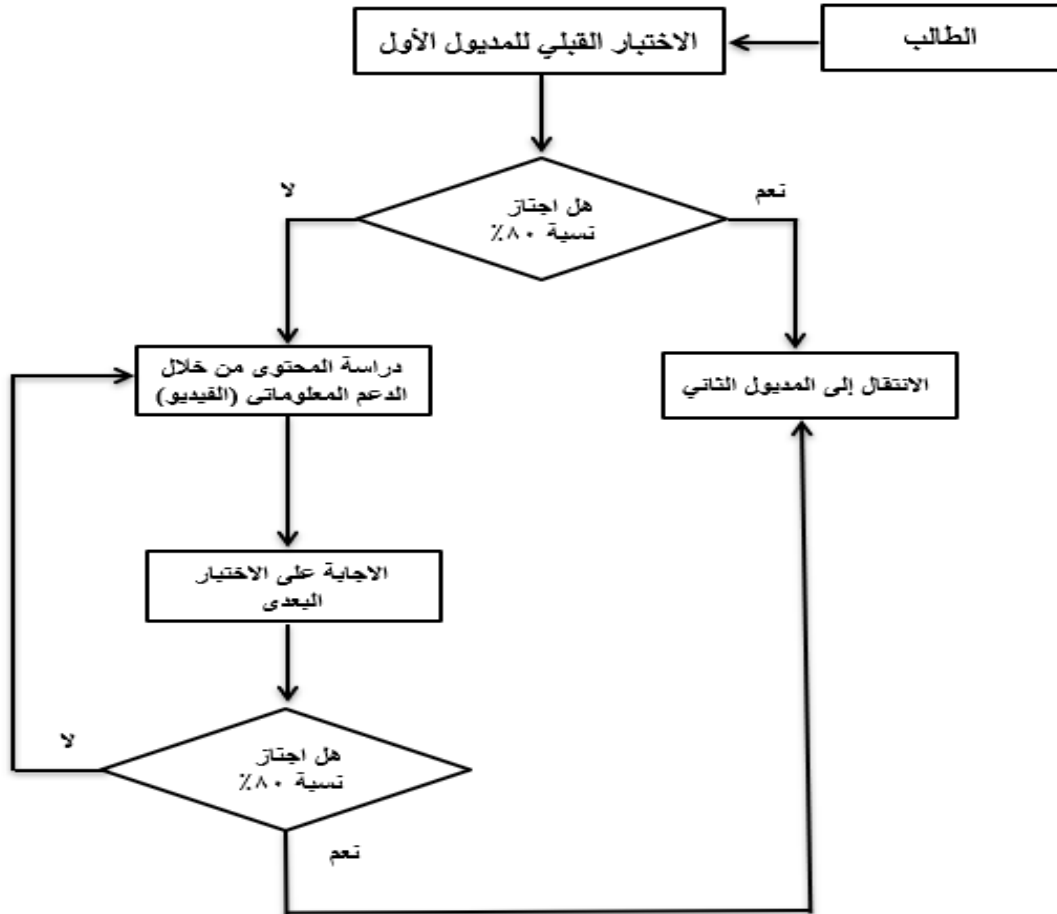 الطالب
الاختبار القبلي للمديول الأول
نعم
لا
هل اجتاز
نسبة ٨٠٪
الانتقال إلى المديول الثاني
دراسة المحتوى من خلال
الدعم المعلوماتى (الفيديو)
الاجابة على الاختبار
البعدى
هل اجتاز
نسبة ٨٠٪
لا
نعم